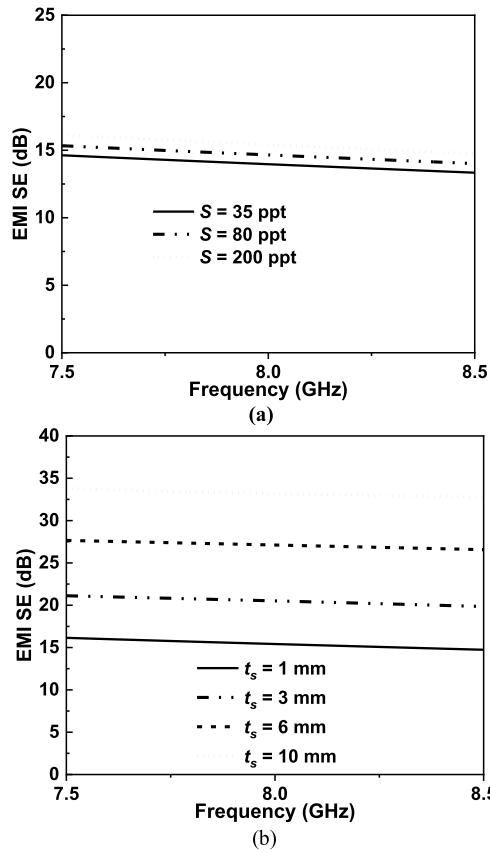 25
20
15
10
5
0
EMI SE (dB)
S = 35 ppt
S = 80 ppt
S = 200 ppt
7.5 8.0 8.5
Frequency (GHz)
(a)
40
35
30
25
20
15
10
5
0
EMI SE (dB)
ts = 1 mm
ts = 3 mm
ts = 6 mm
ts = 10 mm
7.5 8.0 8.5
Frequency (GHz)
(b)